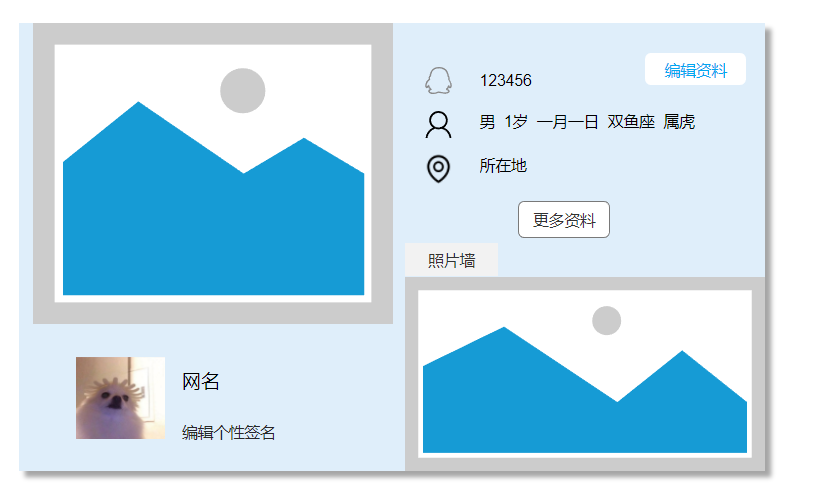 编辑资料
123456
男 1岁 一月一日 双鱼座 属虎
所在地
更多资料
照片墙
网名
编辑个性签名